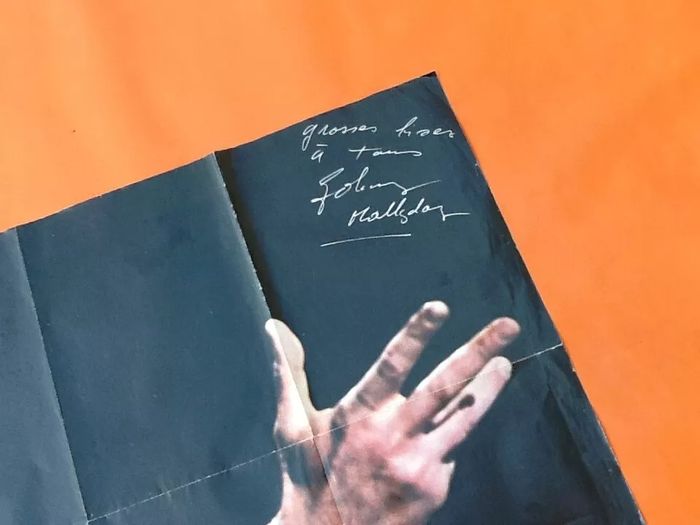 grosses bises
à tous
Johnny
Hallyday